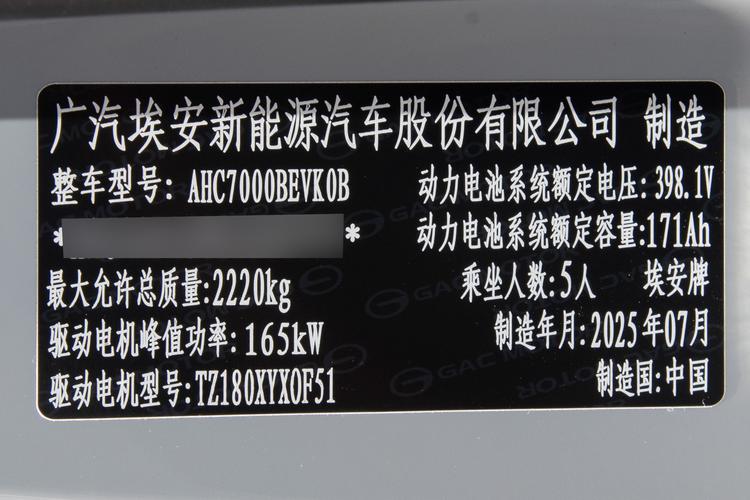 广汽埃安新能源汽车股份有限公司 制造
整车型号: AHC7000BEVK0B 动力电池系统额定电压: 398.1V
* * 动力电池系统额定容量:171Ah
最大允许总质量:2220kg 乘坐人数:5人 埃安牌
驱动电机峰值功率: 165kW 制造年月: 2025年07月
驱动电机型号:TZ180XYX0F51 制造国:中国